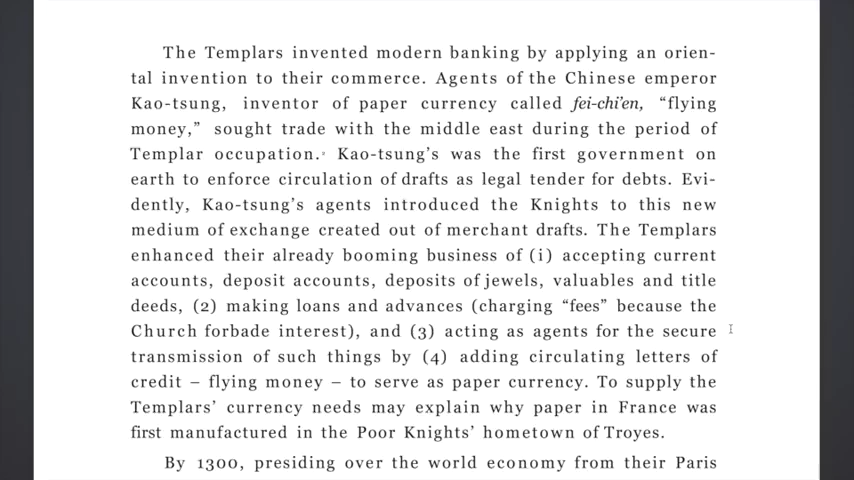 The Templars invented modern banking by applying an orien-
tal invention to their commerce. Agents of the Chinese emperor
Kao-tsung, inventor of paper currency called fei-chi’en, “flying
money,” sought trade with the middle east during the period of
Templar occupation. Kao-tsung’s was the first government on
earth to enforce circulation of drafts as legal tender for debts. Evi-
dently, Kao-tsung’s agents introduced the Knights to this new
medium of exchange created out of merchant drafts. The Templars
enhanced their already booming business of (i) accepting current
accounts, deposit accounts, deposits of jewels, valuables and title
deeds, (2) making loans and advances (charging “fees” because the
Church forbade interest), and (3) acting as agents for the secure
transmission of such things by (4) adding circulating letters of
credit – flying money – to serve as paper currency. To supply the
Templars’ currency needs may explain why paper in France was
first manufactured in the Poor Knights’ hometown of Troyes.
By 1300, presiding over the world economy from their Paris